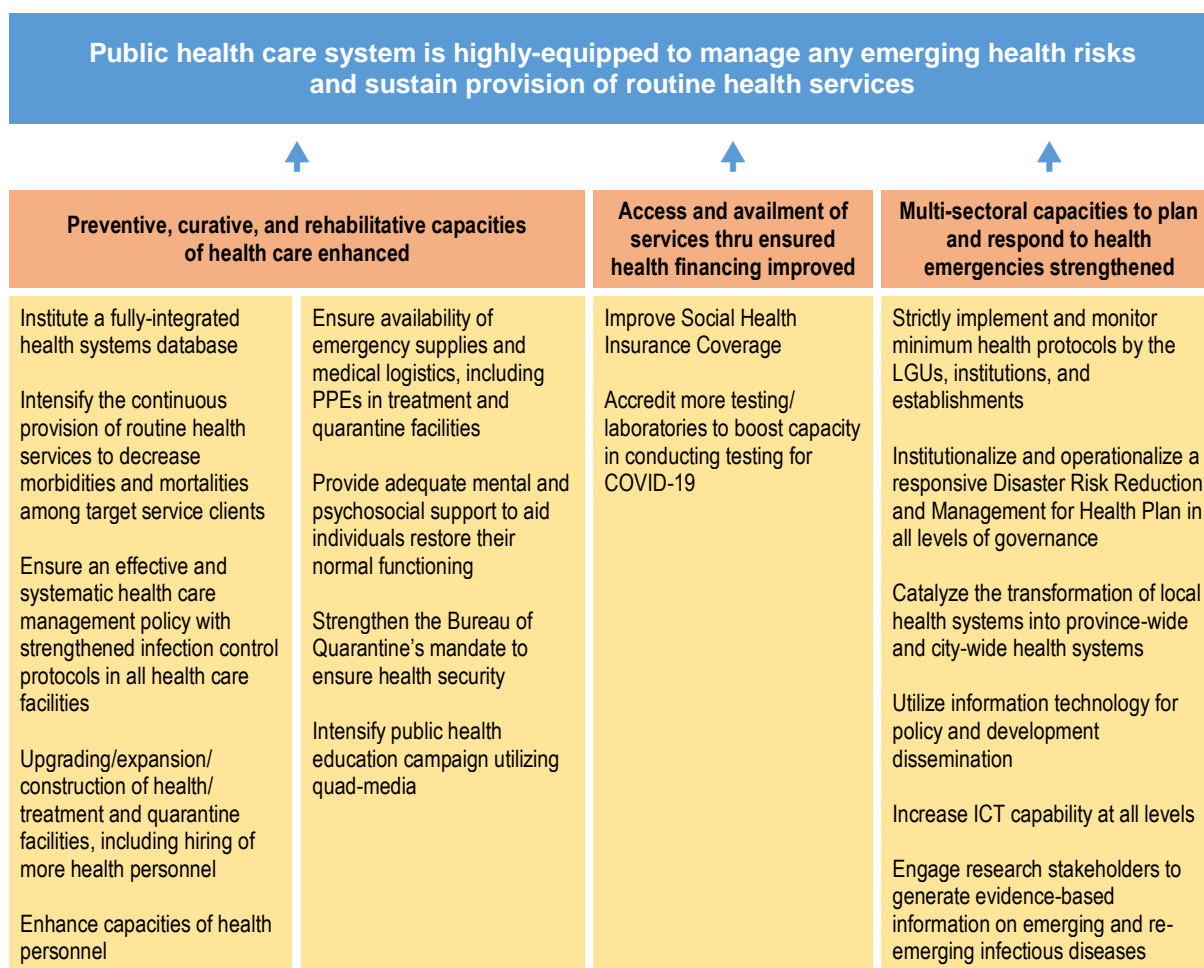 Public health care system is highly-equipped to manage any emerging health risks
and sustain provision of routine health services
Preventive, curative, and rehabilitative capacities
of health care enhanced
Access and availment of
services thru ensured
health financing improved
Multi-sectoral capacities to plan
and respond to health
emergencies strengthened
Institute a fully-integrated
health systems database
Intensify the continuous
provision of routine health
services to decrease
morbidities and mortalities
among target service clients
Ensure an effective and
systematic health care
management policy with
strengthened infection control
protocols in all health care
facilities
Upgrading/expansion/
construction of health/
treatment and quarantine
facilities, including hiring of
more health personnel
Enhance capacities of health
personnel
Ensure availability of
emergency supplies and
medical logistics, including
PPEs in treatment and
quarantine facilities
Provide adequate mental and
psychosocial support to aid
individuals restore their
normal functioning
Strengthen the Bureau of
Quarantine's mandate to
ensure health security
Intensify public health
education campaign utilizing
quad-media
Improve Social Health
Insurance Coverage
Accredit more testing/
laboratories to boost capacity
in conducting testing for
COVID-19
Strictly implement and monitor
minimum health protocols by the
LGUs, institutions, and
establishments
Institutionalize and operationalize a
responsive Disaster Risk Reduction
and Management for Health Plan in
all levels of governance
Catalyze the transformation of local
health systems into province-wide
and city-wide health systems
Utilize information technology for
policy and development
dissemination
Increase ICT capability at all levels
Engage research stakeholders to
generate evidence-based
information on emerging and re-
emerging infectious diseases